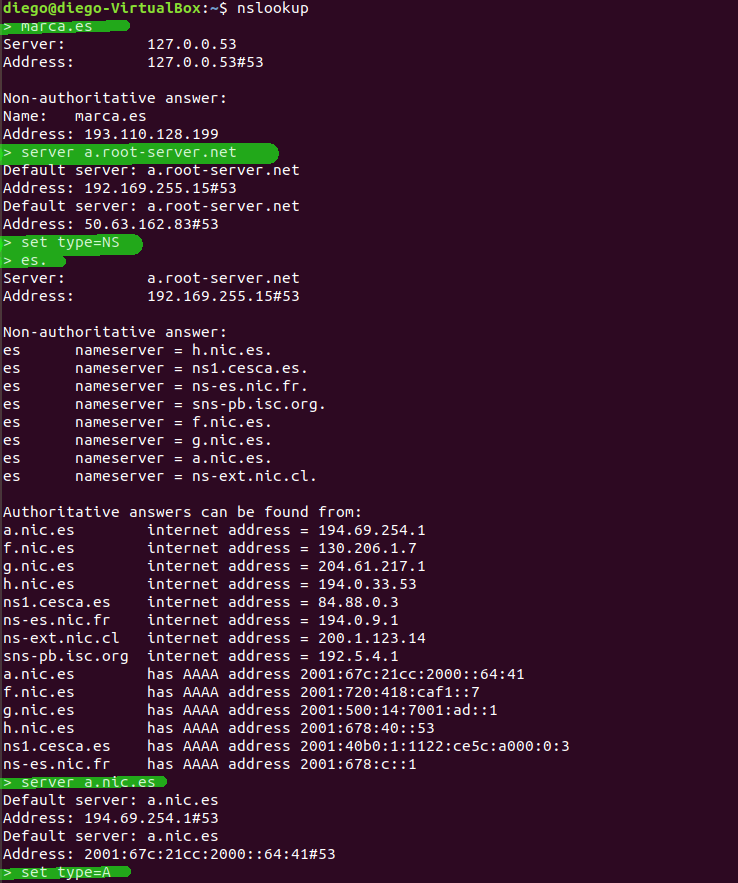 diego@diego-VirtualBox:~$ nslookup
> marca.es
Server:         127.0.0.53
Address:        127.0.0.53#53

Non-authoritative answer:
Name:   marca.es
Address: 193.110.128.199
> server a.root-server.net
Default server: a.root-server.net
Address: 192.169.255.15#53
Default server: a.root-server.net
Address: 50.63.162.83#53
> set type=NS
> es.
Server:         a.root-server.net
Address:        192.169.255.15#53

Non-authoritative answer:
es      nameserver = h.nic.es.
es      nameserver = ns1.cesca.es.
es      nameserver = ns-es.nic.fr.
es      nameserver = sns-pb.isc.org.
es      nameserver = f.nic.es.
es      nameserver = g.nic.es.
es      nameserver = a.nic.es.
es      nameserver = ns-ext.nic.cl.

Authoritative answers can be found from:
a.nic.es        internet address = 194.69.254.1
f.nic.es        internet address = 130.206.1.7
g.nic.es        internet address = 204.61.217.1
h.nic.es        internet address = 194.0.33.53
ns1.cesca.es    internet address = 84.88.0.3
ns-es.nic.fr    internet address = 194.0.9.1
ns-ext.nic.cl   internet address = 200.1.123.14
sns-pb.isc.org  internet address = 192.5.4.1
a.nic.es        has AAAA address 2001:67c:21cc:2000::64:41
f.nic.es        has AAAA address 2001:720:418:caf1::7
g.nic.es        has AAAA address 2001:500:14:7001:ad::1
h.nic.es        has AAAA address 2001:678:40::53
ns1.cesca.es    has AAAA address 2001:40b0:1:1122:ce5c:a000:0:3
ns-es.nic.fr    has AAAA address 2001:678:c::1
> server a.nic.es
Default server: a.nic.es
Address: 194.69.254.1#53
Default server: a.nic.es
Address: 2001:67c:21cc:2000::64:41#53
> set type=A